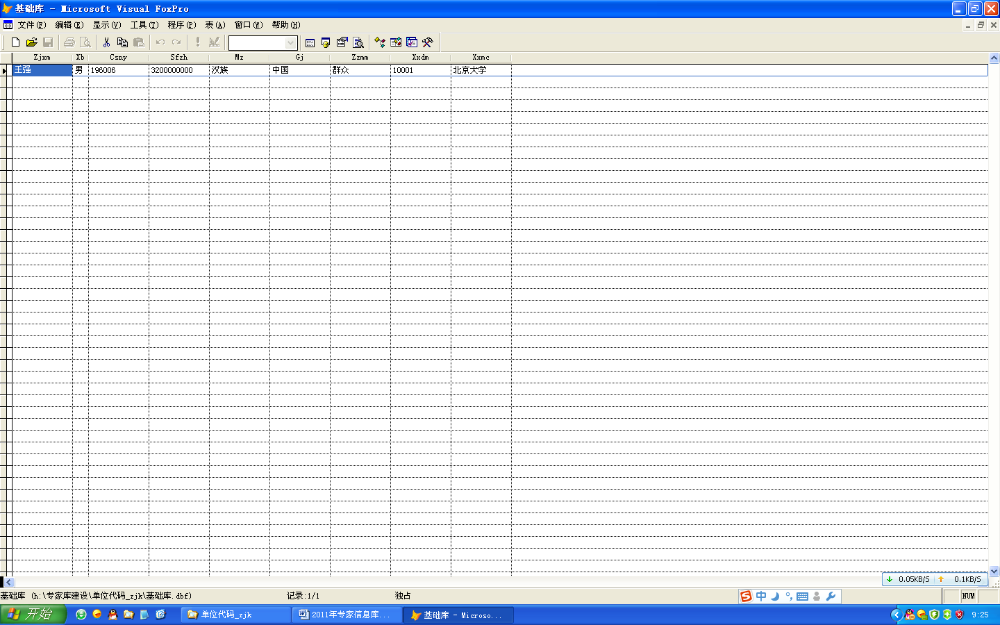 基础库 - Microsoft Visual FoxPro
文件(F) 编辑(E) 显示(V) 工具(T) 程序(P) 表(A) 窗口(W) 帮助(H)
Zjxm Xb Csny Sfzh Mz Gj Zzmm Xxdm Xxmc
王强 男 196006 3200000000 汉族 中国 群众 10001 北京大学
0.05KB/S 0.1KB/S
基础库 (h:\专家库建设\单位代码_zjk\基础库.dbf) 记录:1/1 独占 中 NUM
开始 单位代码_zjk 2011年专家信息库... 基础库 - Microso... 9:25